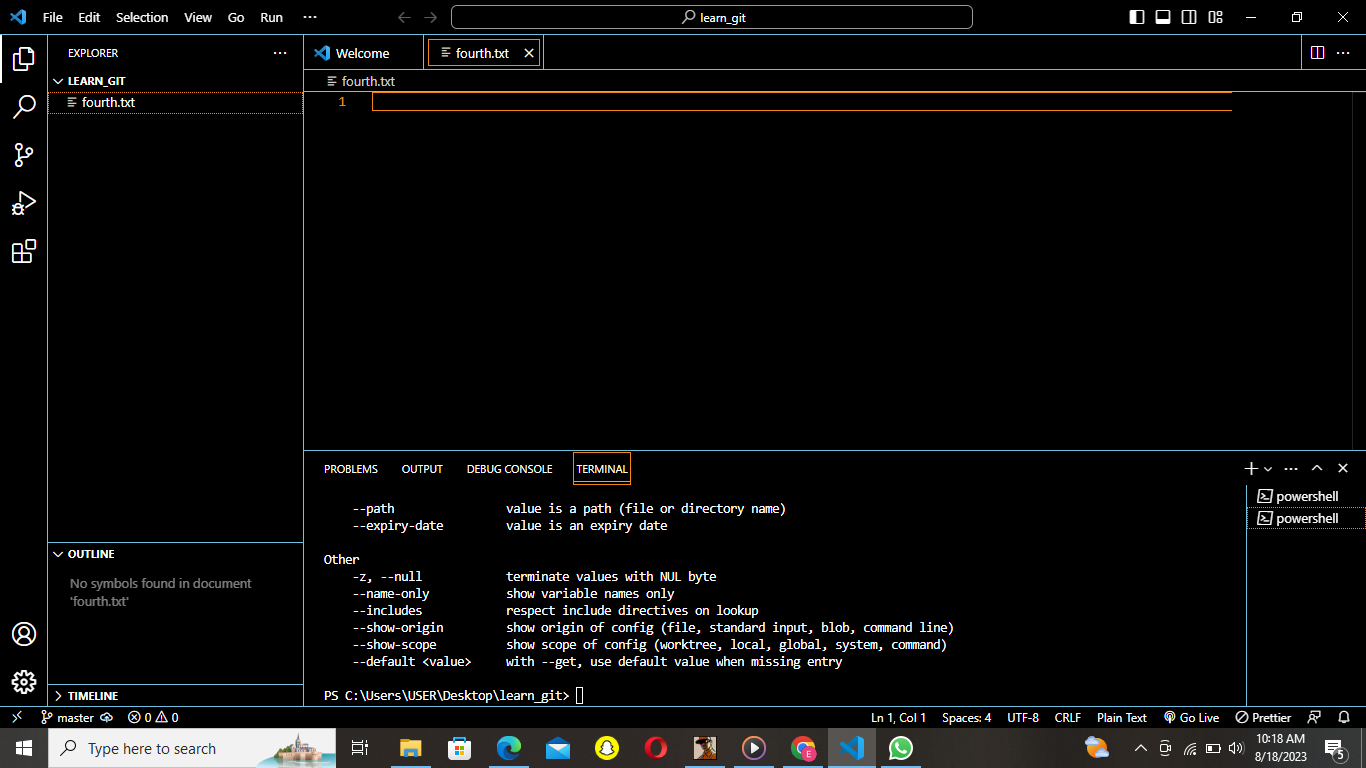 File Edit Selection View Go Run ···
learn_git
EXPLORER ···
LEARN_GIT
fourth.txt
Welcome
fourth.txt
fourth.txt
1
PROBLEMS OUTPUT DEBUG CONSOLE TERMINAL
--path value is a path (file or directory name)
--expiry-date value is an expiry date
Other
-z, --null terminate values with NUL byte
--name-only show variable names only
--includes respect include directives on lookup
--show-origin show origin of config (file, standard input, blob, command line)
--show-scope show scope of config (worktree, local, global, system, command)
--default <value> with --get, use default value when missing entry
PS C:\Users\USER\Desktop\learn_git>
powershell
powershell
OUTLINE
No symbols found in document
'fourth.txt'
TIMELINE
master 0 0 Ln 1, Col 1 Spaces: 4 UTF-8 CRLF Plain Text Go Live Prettier
Type here to search
E
10:18 AM
8/18/2023
5